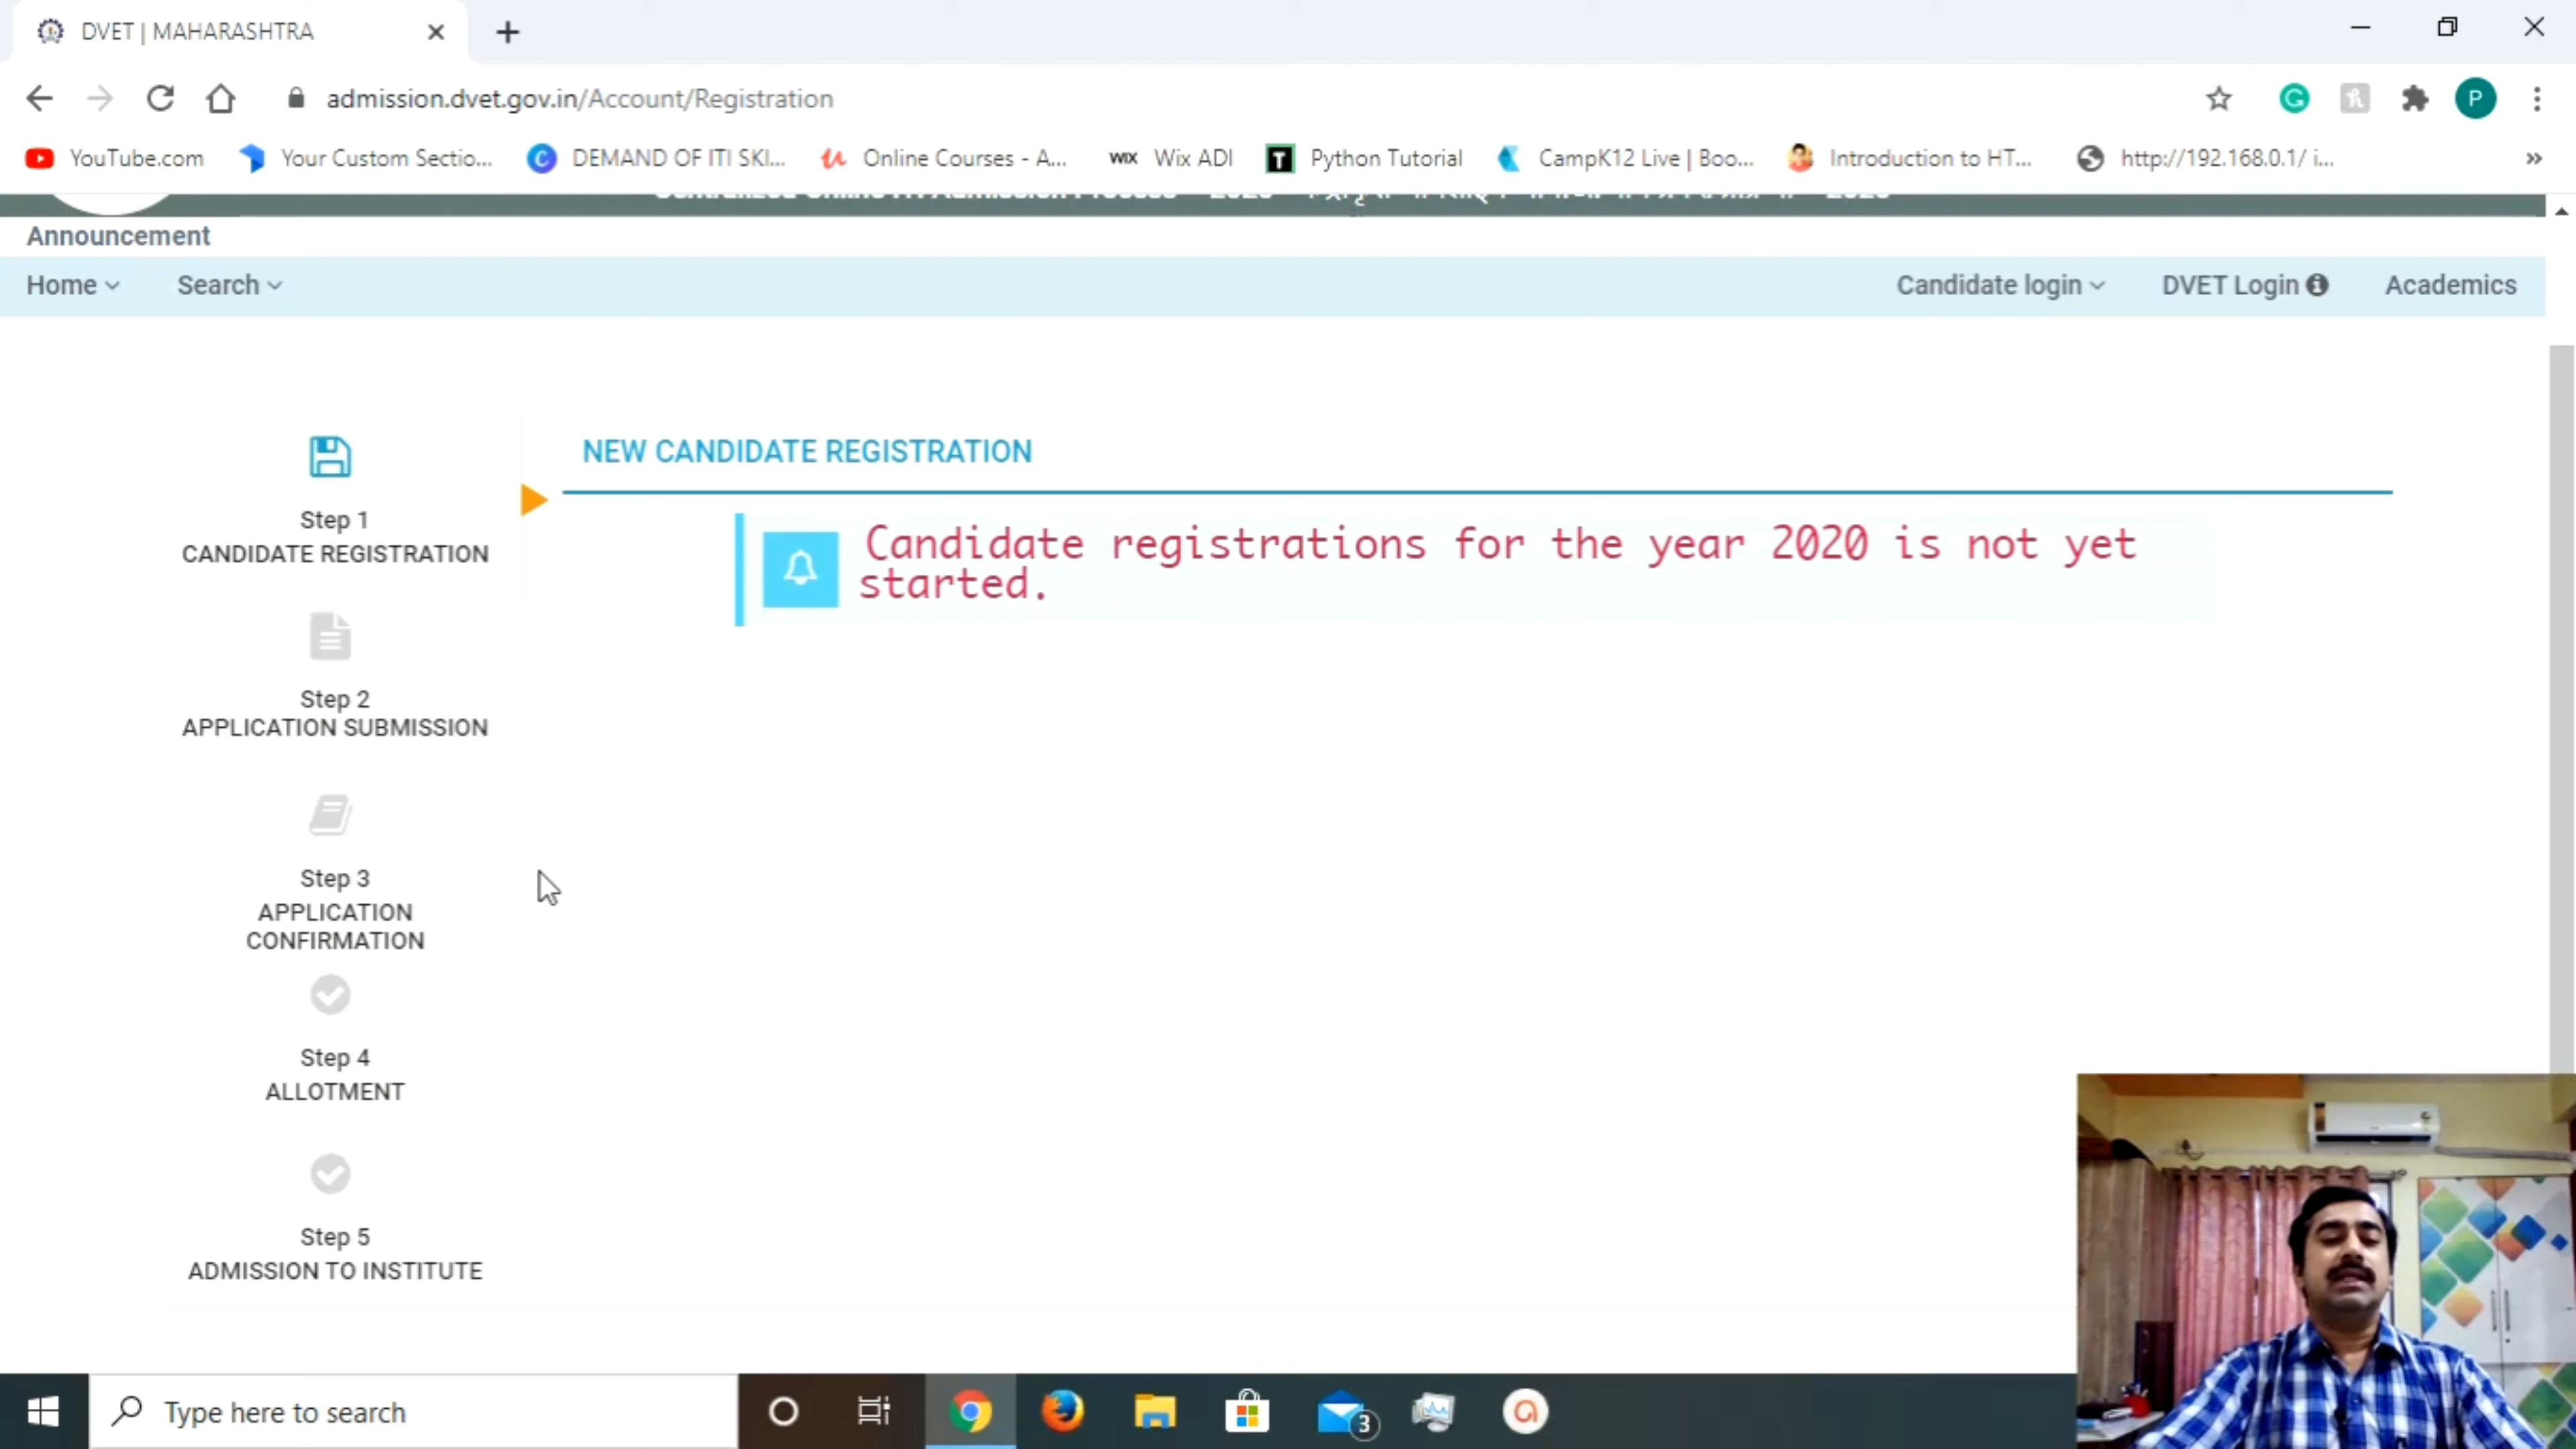 DVET | MAHARASHTRA
admission.dvet.gov.in/Account/Registration
YouTube.com Your Custom Sectio... DEMAND OF ITI SKI... Online Courses - A... WIX Wix ADI T Python Tutorial CampK12 Live | Boo... Introduction to HT... http://192.168.0.1/ i...
Announcement
Home Search Candidate login DVET Login Academics
NEW CANDIDATE REGISTRATION
Candidate registrations for the year 2020 is not yet
started.
Step 1
CANDIDATE REGISTRATION
Step 2
APPLICATION SUBMISSION
Step 3
APPLICATION
CONFIRMATION
Step 4
ALLOTMENT
Step 5
ADMISSION TO INSTITUTE
Type here to search
3